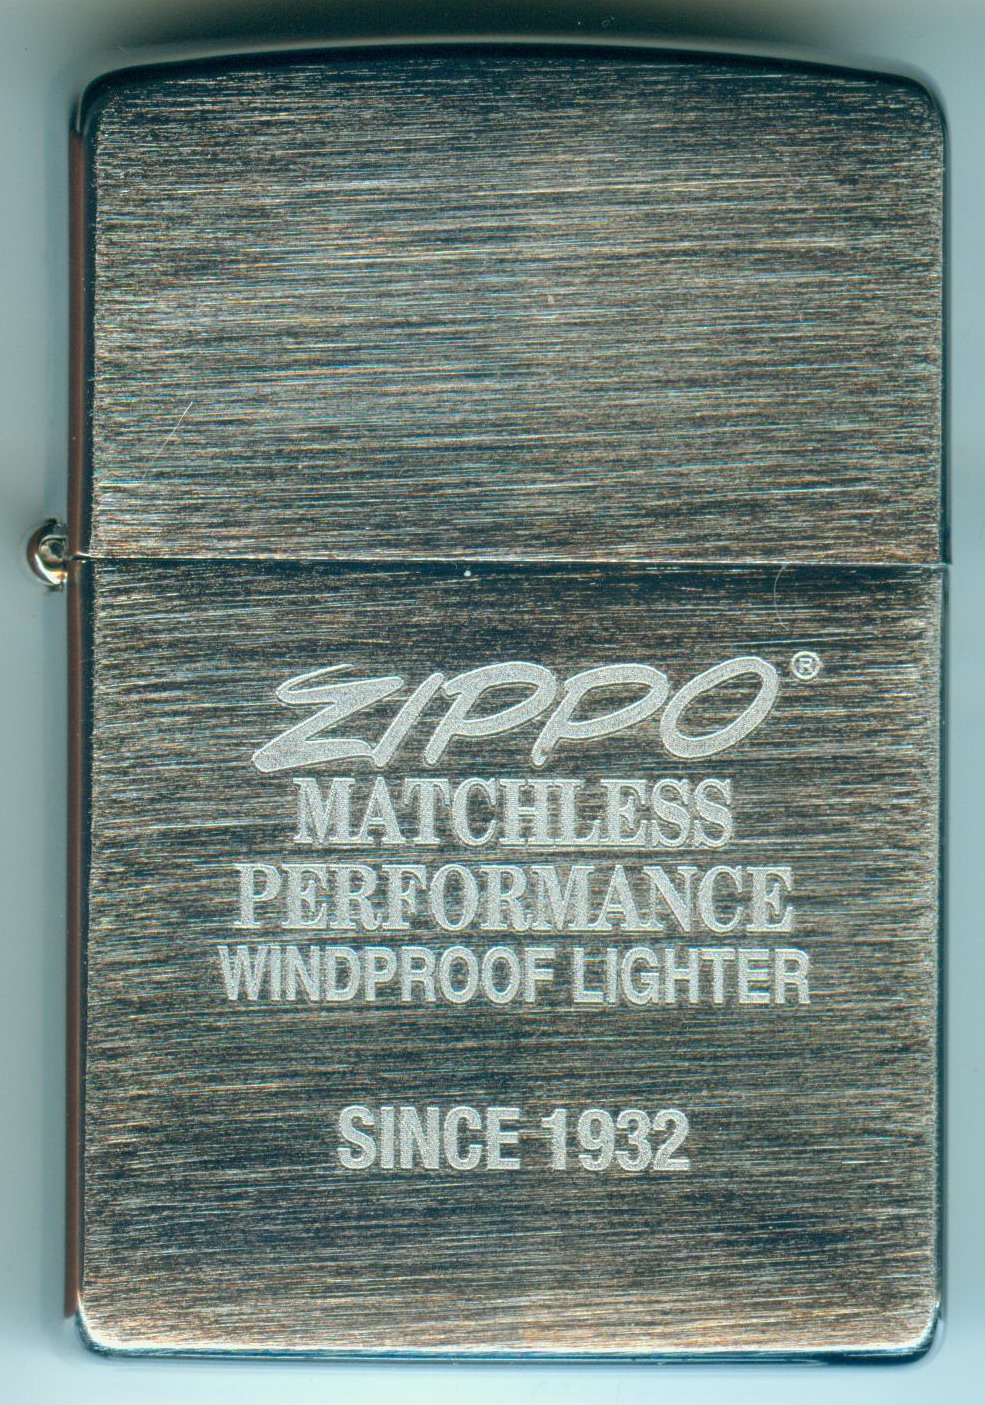 ZIPPO®
MATCHLESS
PERFORMANCE
WINDPROOF LIGHTER
SINCE 1932